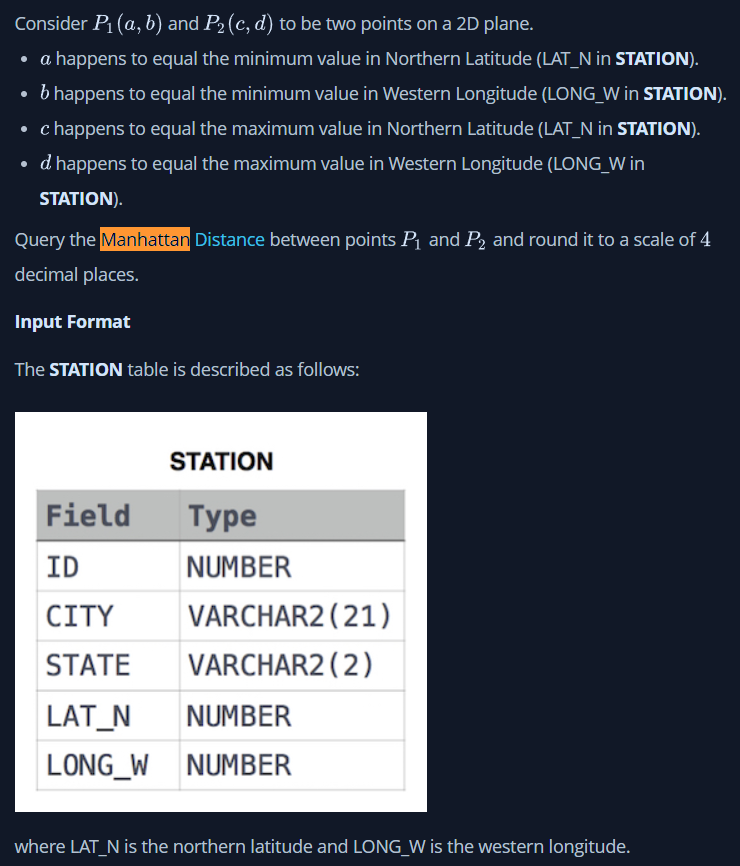 Consider P₁(a, b) and P₂(c, d) to be two points on a 2D plane.
• a happens to equal the minimum value in Northern Latitude (LAT_N in STATION).
• b happens to equal the minimum value in Western Longitude (LONG_W in STATION).
• c happens to equal the maximum value in Northern Latitude (LAT_N in STATION).
• d happens to equal the maximum value in Western Longitude (LONG_W in
STATION).
Query the Manhattan Distance between points P₁ and P₂ and round it to a scale of 4
decimal places.
Input Format
The STATION table is described as follows:
STATION
Field Type
ID NUMBER
CITY VARCHAR2(21)
STATE VARCHAR2(2)
LAT_N NUMBER
LONG_W NUMBER
where LAT_N is the northern latitude and LONG_W is the western longitude.